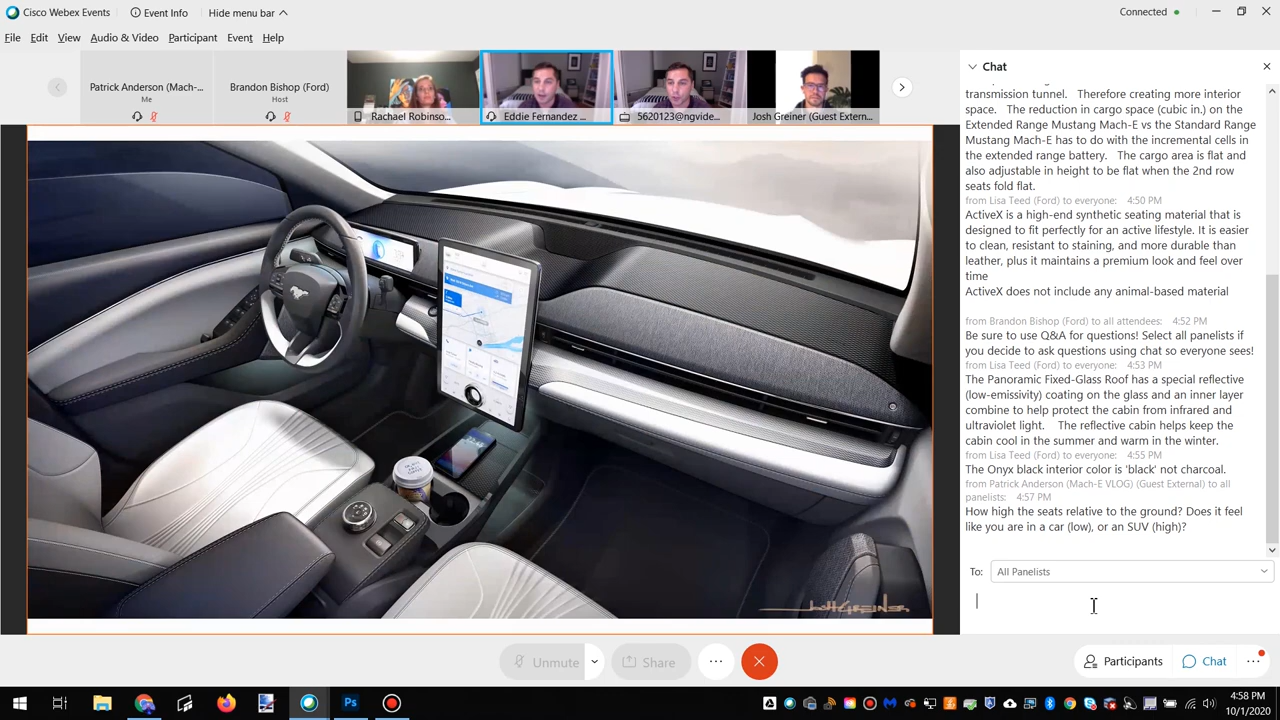 Cisco Webex Events
Event Info
Hide menu bar
Connected
File Edit View Audio & Video Participant Event Help
Patrick Anderson (Mach-...
Me
Brandon Bishop (Ford)
Host
Rachael Robinso...
Eddie Fernandez ...
5620123@ngvide...
Josh Greiner (Guest Extern...
Chat
transmission tunnel. Therefore creating more interior
space. The reduction in cargo space (cubic in.) on the
Extended Range Mustang Mach-E vs the Standard Range
Mustang Mach-E has to do with the incremental cells in
the extended range battery. The cargo area is flat and
also adjustable in height to be flat when the 2nd row
seats fold flat.
from Lisa Teed (Ford) to everyone: 4:50 PM
ActiveX is a high-end synthetic seating material that is
designed to fit perfectly for an active lifestyle. It is easier
to clean, resistant to staining, and more durable than
leather, plus it maintains a premium look and feel over
time
ActiveX does not include any animal-based material
from Brandon Bishop (Ford) to all attendees: 4:52 PM
Be sure to use Q&A for questions! Select all panelists if
you decide to ask questions using chat so everyone sees!
from Lisa Teed (Ford) to everyone: 4:53 PM
The Panoramic Fixed-Glass Roof has a special reflective
(low-emissivity) coating on the glass and an inner layer
combine to help protect the cabin from infrared and
ultraviolet light. The reflective cabin helps keep the
cabin cool in the summer and warm in the winter.
from Lisa Teed (Ford) to everyone: 4:55 PM
The Onyx black interior color is 'black' not charcoal.
from Patrick Anderson (Mach-E VLOG) (Guest External) to all
panelists: 4:57 PM
How high the seats relative to the ground? Does it feel
like you are in a car (low), or an SUV (high)?
To: All Panelists
Unmute
Share
Participants
Chat
Ps
4:58 PM
10/1/2020